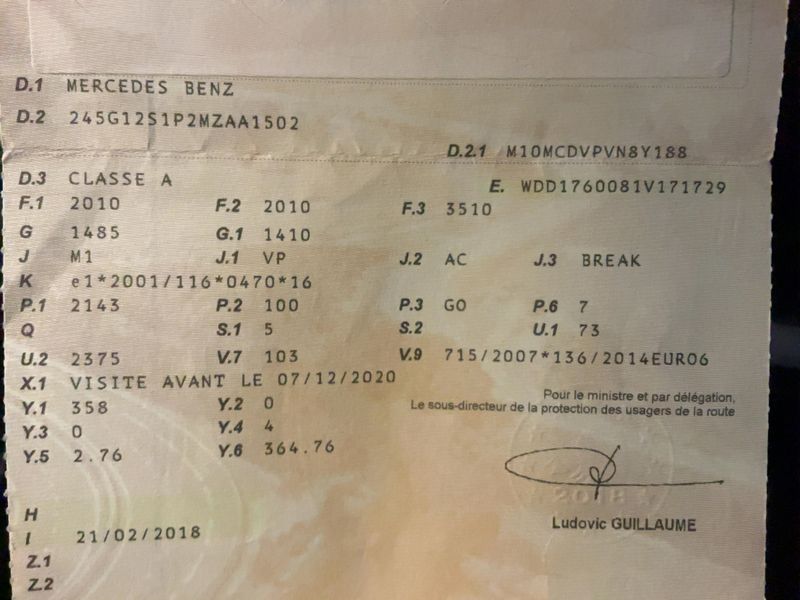 D.1 MERCEDES BENZ
D.2 245G12S1P2MZAA1502
D.2.1 M10MCDVPVN8Y188
D.3 CLASSE A E. WDD1760081V171729
F.1 2010 F.2 2010 F.3 3510
G 1485 G.1 1410
J M1 J.1 VP J.2 AC J.3 BREAK
K e1*2001/116*0470*16
P.1 2143 P.2 100 P.3 GO P.6 7
Q S.1 5 S.2 U.1 73
U.2 2375 V.7 103 V.9 715/2007*136/2014EURO6
X.1 VISITE AVANT LE 07/12/2020
Y.1 358 Y.2 0
Y.3 0 Y.4 4
Y.5 2.76 Y.6 364.76
Pour le ministre et par délégation,
Le sous-directeur de la protection des usagers de la route
2018
Ludovic GUILLAUME
H
I 21/02/2018
Z.1
Z.2